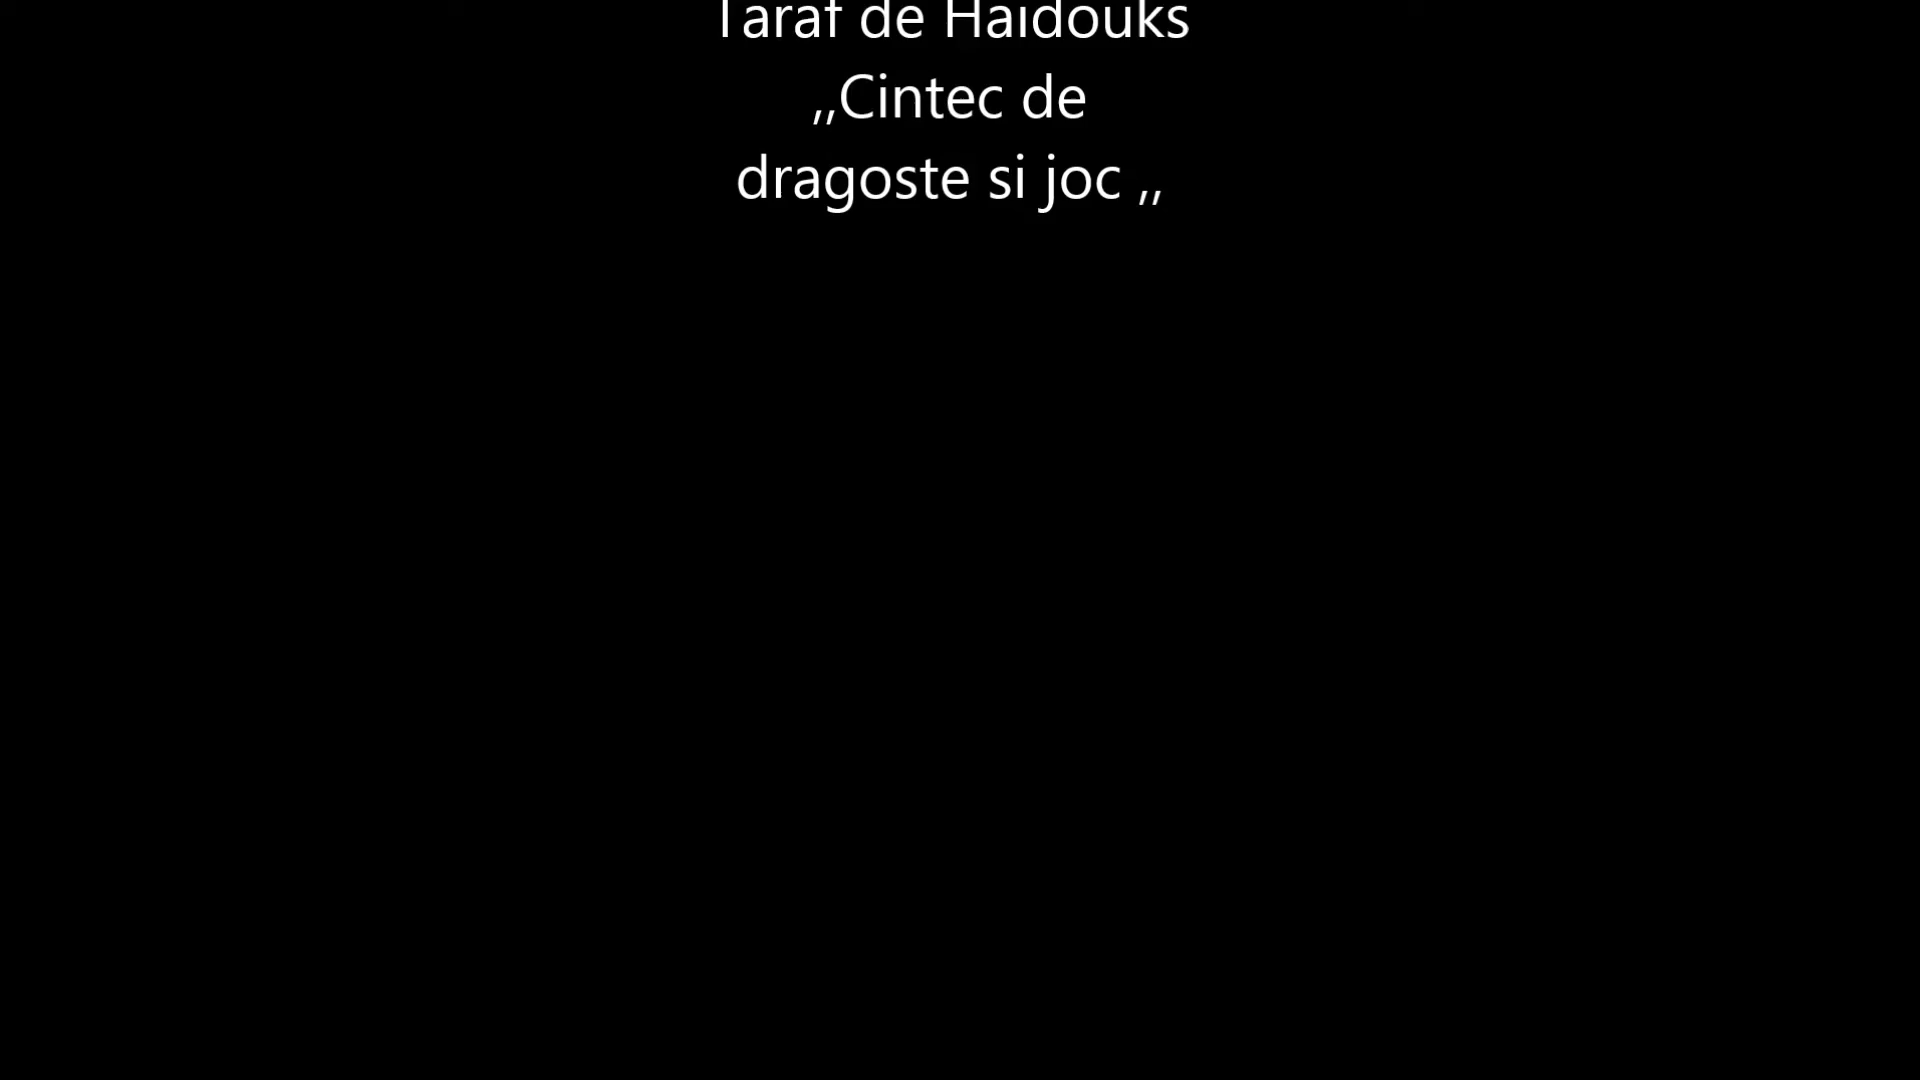 Taraf de Haidouks
,,Cintec de
dragoste si joc ,,